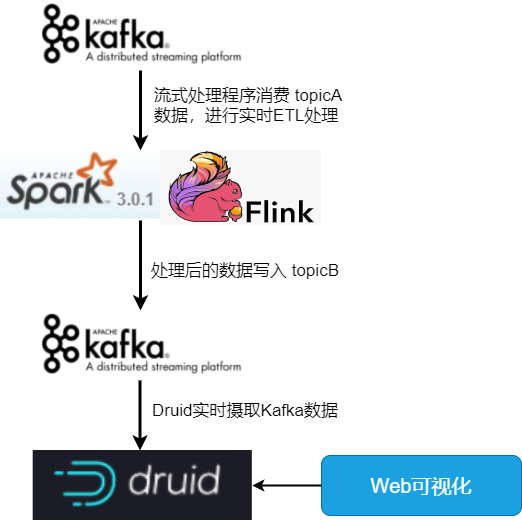 APACHE
kafka®
A distributed streaming platform
流式处理程序消费 topicA
数据，进行实时ETL处理
APACHE
Spark™ 3.0.1
Flink
处理后的数据写入 topicB
APACHE
kafka®
A distributed streaming platform
Druid实时摄取Kafka数据
druid
Web可视化